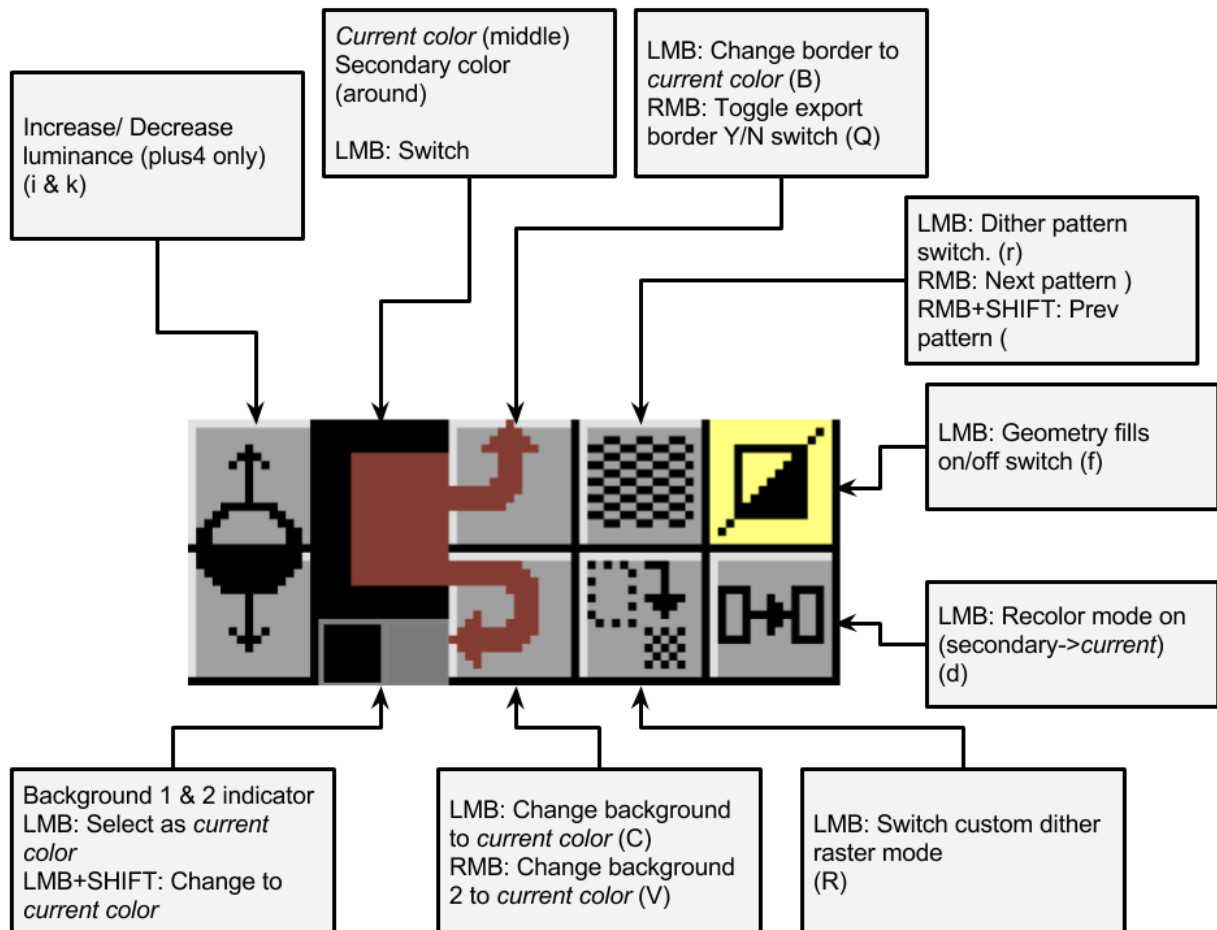 Current color (middle)
Secondary color
(around)
LMB: Switch
LMB: Change border to
current color (B)
RMB: Toggle export
border Y/N switch (Q)
Increase/ Decrease
luminance (plus4 only)
(i & k)
LMB: Dither pattern
switch. (r)
RMB: Next pattern )
RMB+SHIFT: Prev
pattern (
LMB: Geometry fills
on/off switch (f)
LMB: Recolor mode on
(secondary->current)
(d)
Background 1 & 2 indicator
LMB: Select as current
color
LMB+SHIFT: Change to
current color
LMB: Change background
to current color (C)
RMB: Change background
2 to current color (V)
LMB: Switch custom dither
raster mode
(R)